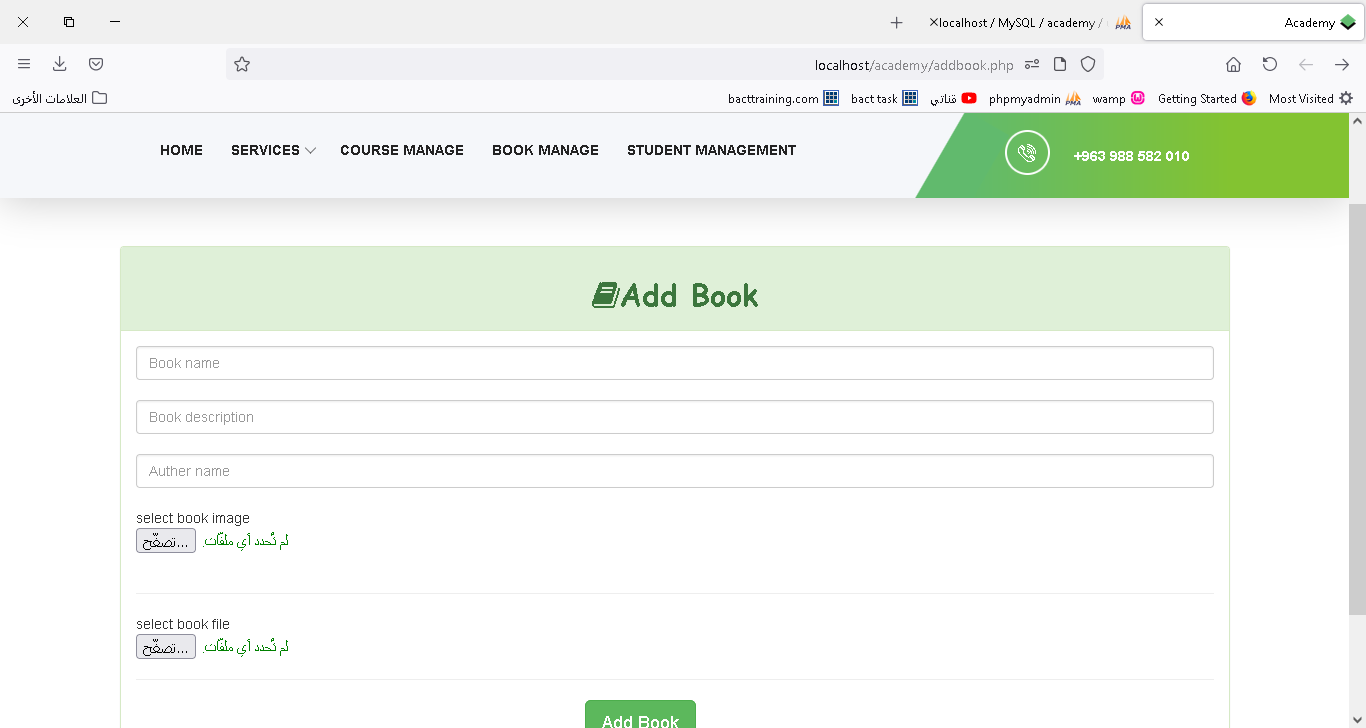 Academy
localhost / MySQL / academy /
localhost/academy/addbook.php
Most Visited
Getting Started
wamp
phpmyadmin
قناتي
bact task
bacttraining.com
العلامات الأخرى
HOME SERVICES COURSE MANAGE BOOK MANAGE STUDENT MANAGEMENT
+963 988 582 010
Add Book
Book name
Book description
Auther name
select book image
تصفّح... لم تُحدد أي ملفّات.
select book file
تصفّح... لم تُحدد أي ملفّات.
Add Book